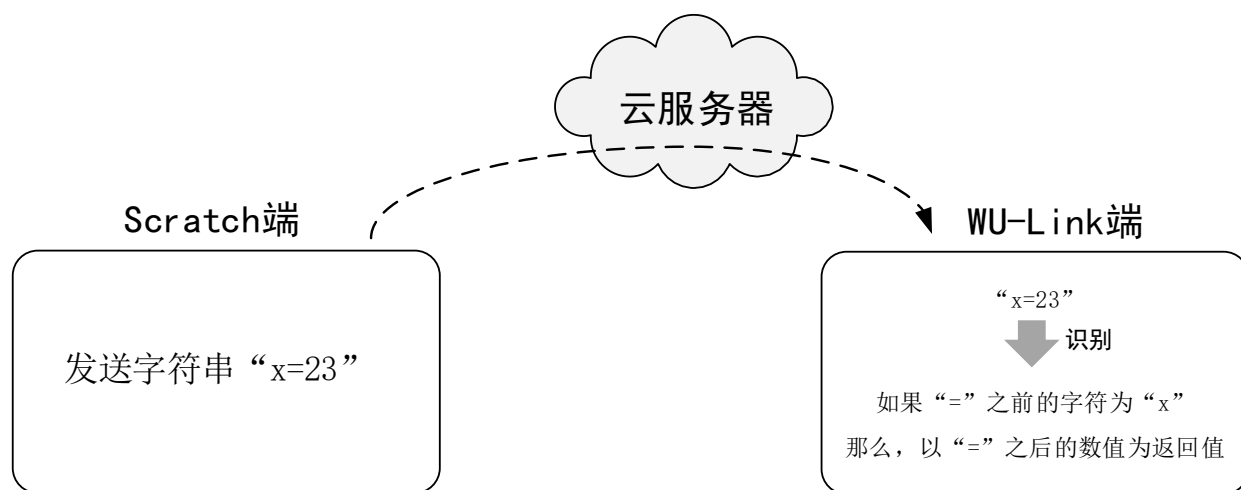 云服务器
Scratch端
WU-Link端
发送字符串“x=23”
“x=23”
识别
如果“=”之前的字符为“x”
那么，以“=”之后的数值为返回值